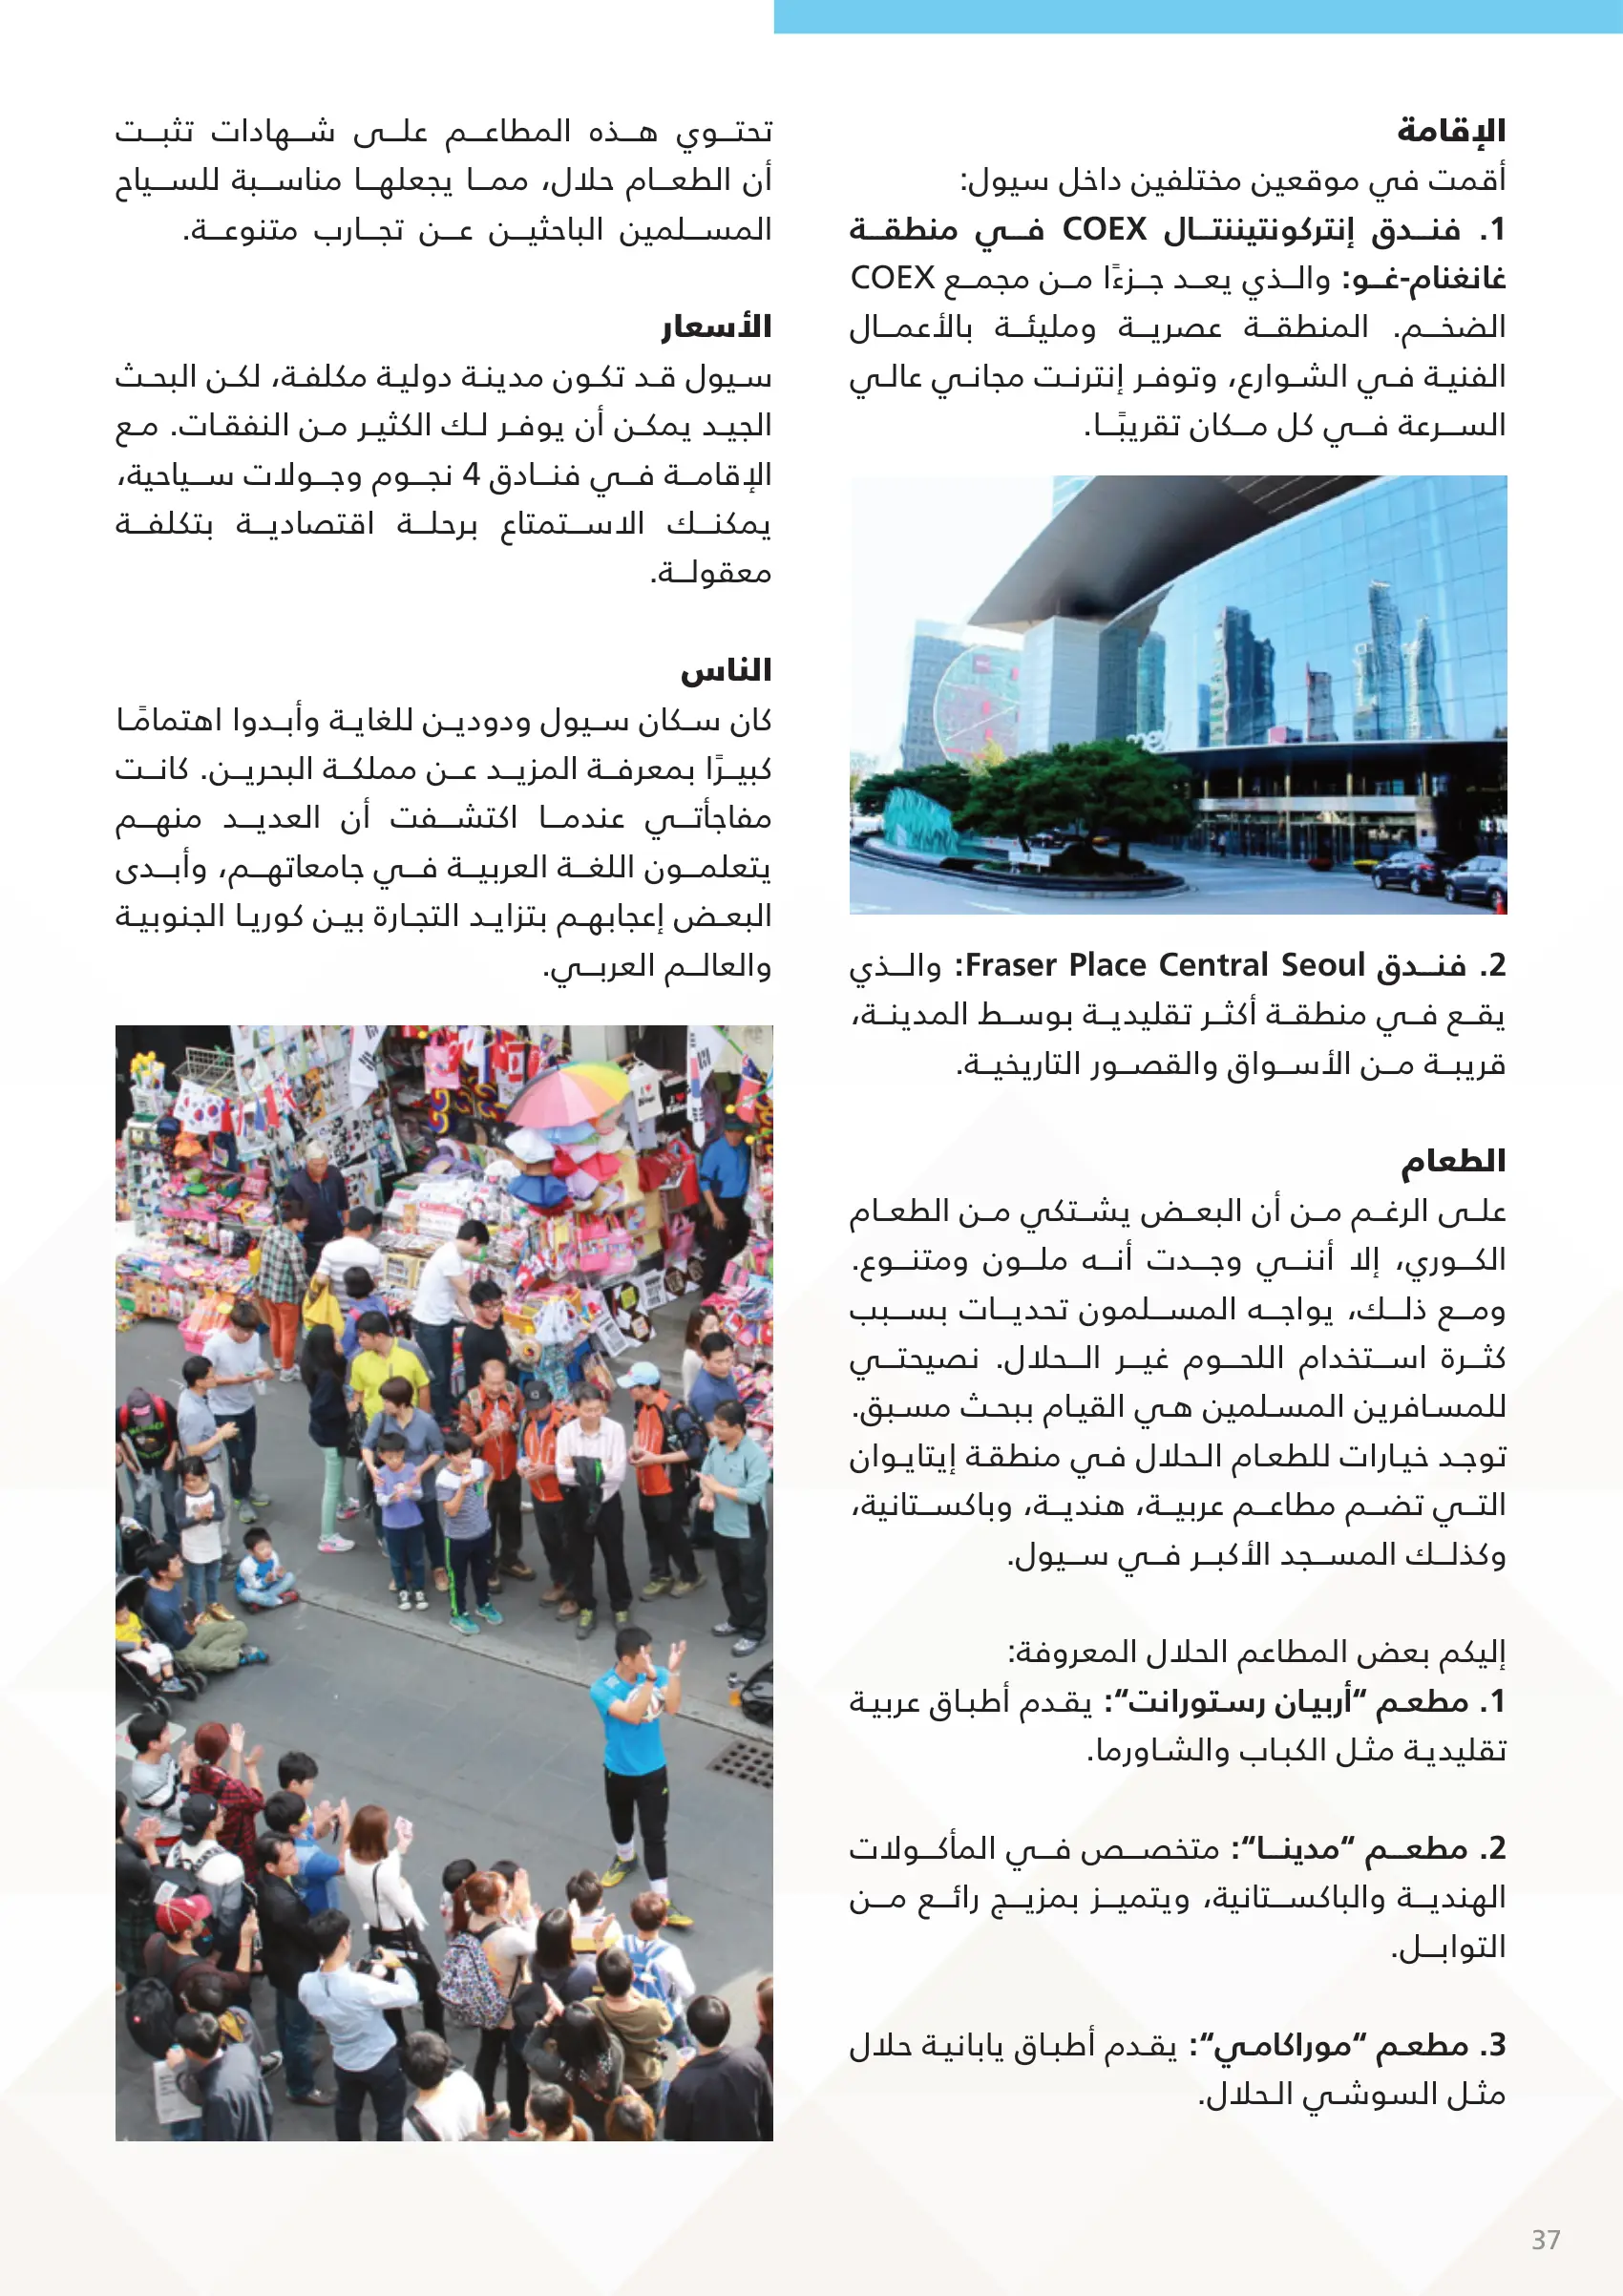 الإقامة
أقمت في موقعين مختلفين داخل سيول:
1. فندق إنتركونتيننتال COEX في منطقة
غانغنام-غو: والذي يعد جزءًا من مجمع COEX
الضخم. المنطقة عصرية ومليئة بالأعمال
الفنية في الشوارع، وتوفر إنترنت مجاني عالي
السرعة في كل مكان تقريبًا.
2. فندق Fraser Place Central Seoul: والذي
يقع في منطقة أكثر تقليدية بوسط المدينة،
قريبة من الأسواق والقصور التاريخية.
الطعام
على الرغم من أن البعض يشتكي من الطعام
الكوري، إلا أنني وجدت أنه ملون ومتنوع.
ومع ذلك، يواجه المسلمون تحديات بسبب
كثرة استخدام اللحوم غير الحلال. نصيحتي
للمسافرين المسلمين هي القيام ببحث مسبق.
توجد خيارات للطعام الحلال في منطقة إيتايوان
التي تضم مطاعم عربية، هندية، وباكستانية،
وكذلك المسجد الأكبر في سيول.
إليكم بعض المطاعم الحلال المعروفة:
1. مطعم “أربيان رستورانت“: يقدم أطباق عربية
تقليدية مثل الكباب والشاورما.
2. مطعم “مدينا“: متخصص في المأكولات
الهندية والباكستانية، ويتميز بمزيج رائع من
التوابل.
3. مطعم “موراكامي“: يقدم أطباق يابانية حلال
مثل السوشي الحلال.
تحتوي هذه المطاعم على شهادات تثبت
أن الطعام حلال، مما يجعلها مناسبة للسياح
المسلمين الباحثين عن تجارب متنوعة.
الأسعار
سيول قد تكون مدينة دولية مكلفة، لكن البحث
الجيد يمكن أن يوفر لك الكثير من النفقات. مع
الإقامة في فنادق 4 نجوم وجولات سياحية،
يمكنك الاستمتاع برحلة اقتصادية بتكلفة
معقولة.
الناس
كان سكان سيول ودودين للغاية وأبدوا اهتمامًا
كبيرًا بمعرفة المزيد عن مملكة البحرين. كانت
مفاجأتي عندما اكتشفت أن العديد منهم
يتعلمون اللغة العربية في جامعاتهم، وأبدى
البعض إعجابهم بتزايد التجارة بين كوريا الجنوبية
والعالم العربي.
37